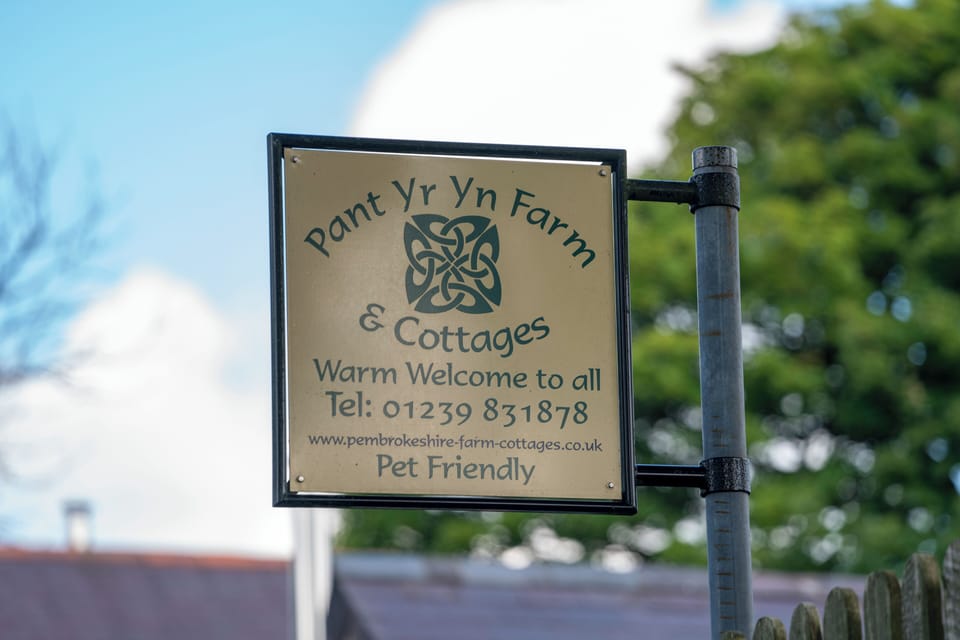 Pant Yr Yn Farm
& Cottages
Warm Welcome to all
Tel: 01239 831878
www.pembrokeshire-farm-cottages.co.uk
Pet Friendly